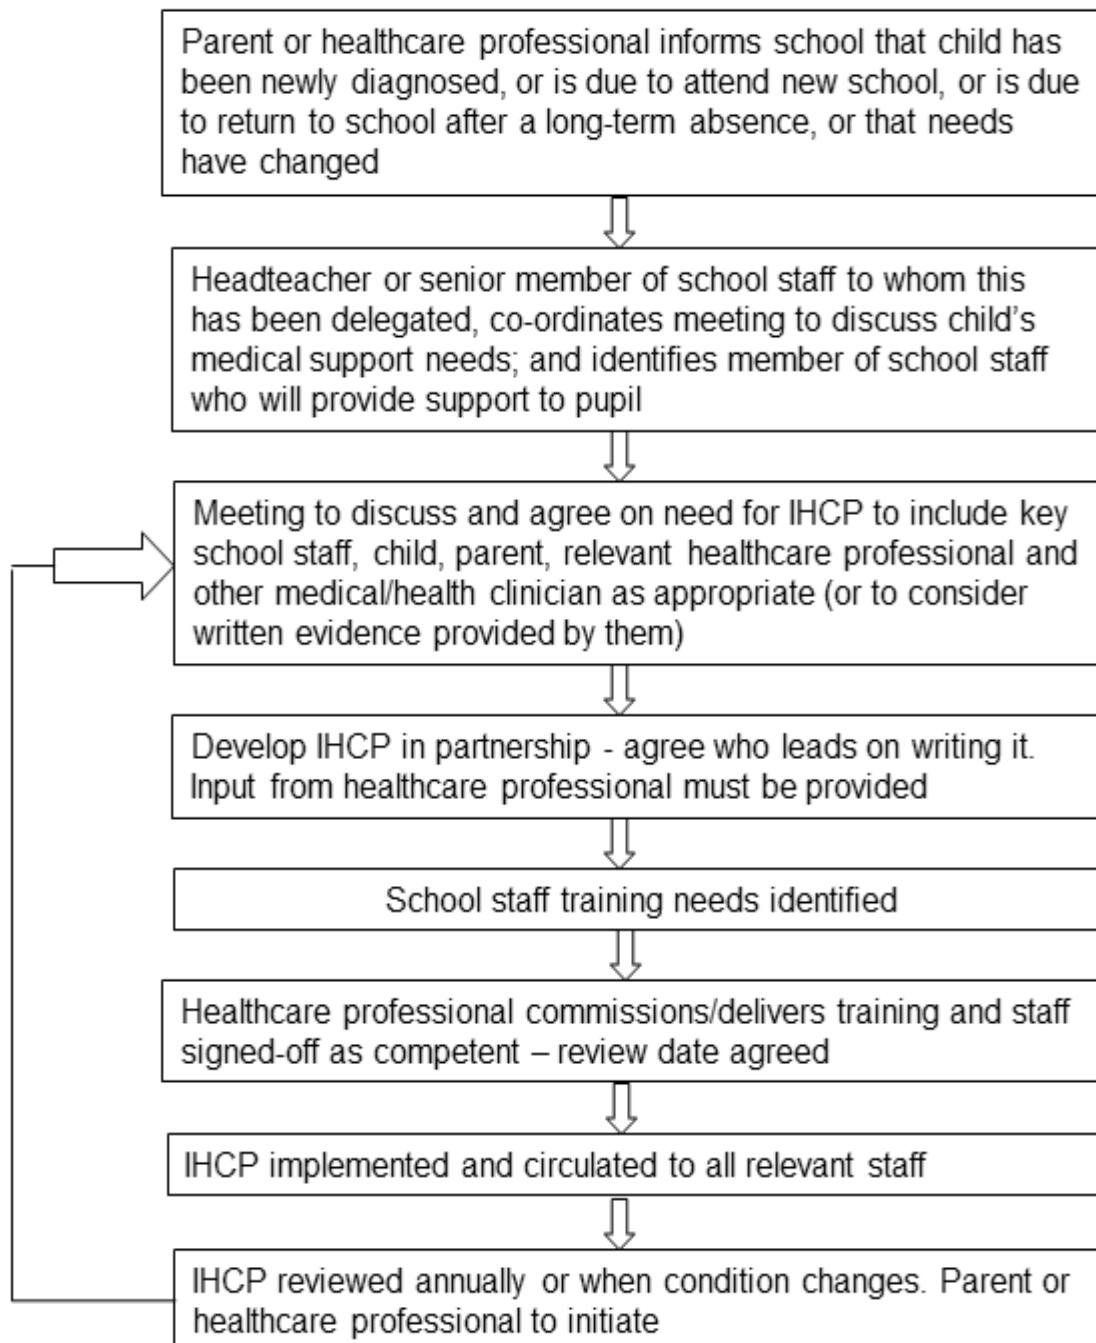 Parent or healthcare professional informs school that child has
been newly diagnosed, or is due to attend new school, or is due
to return to school after a long-term absence, or that needs
have changed
Headteacher or senior member of school staff to whom this
has been delegated, co-ordinates meeting to discuss child's
medical support needs; and identifies member of school staff
who will provide support to pupil
Meeting to discuss and agree on need for IHCP to include key
school staff, child, parent, relevant healthcare professional and
other medical/health clinician as appropriate (or to consider
written evidence provided by them)
Develop IHCP in partnership - agree who leads on writing it.
Input from healthcare professional must be provided
School staff training needs identified
Healthcare professional commissions/delivers training and staff
signed-off as competent – review date agreed
IHCP implemented and circulated to all relevant staff
IHCP reviewed annually or when condition changes. Parent or
healthcare professional to initiate